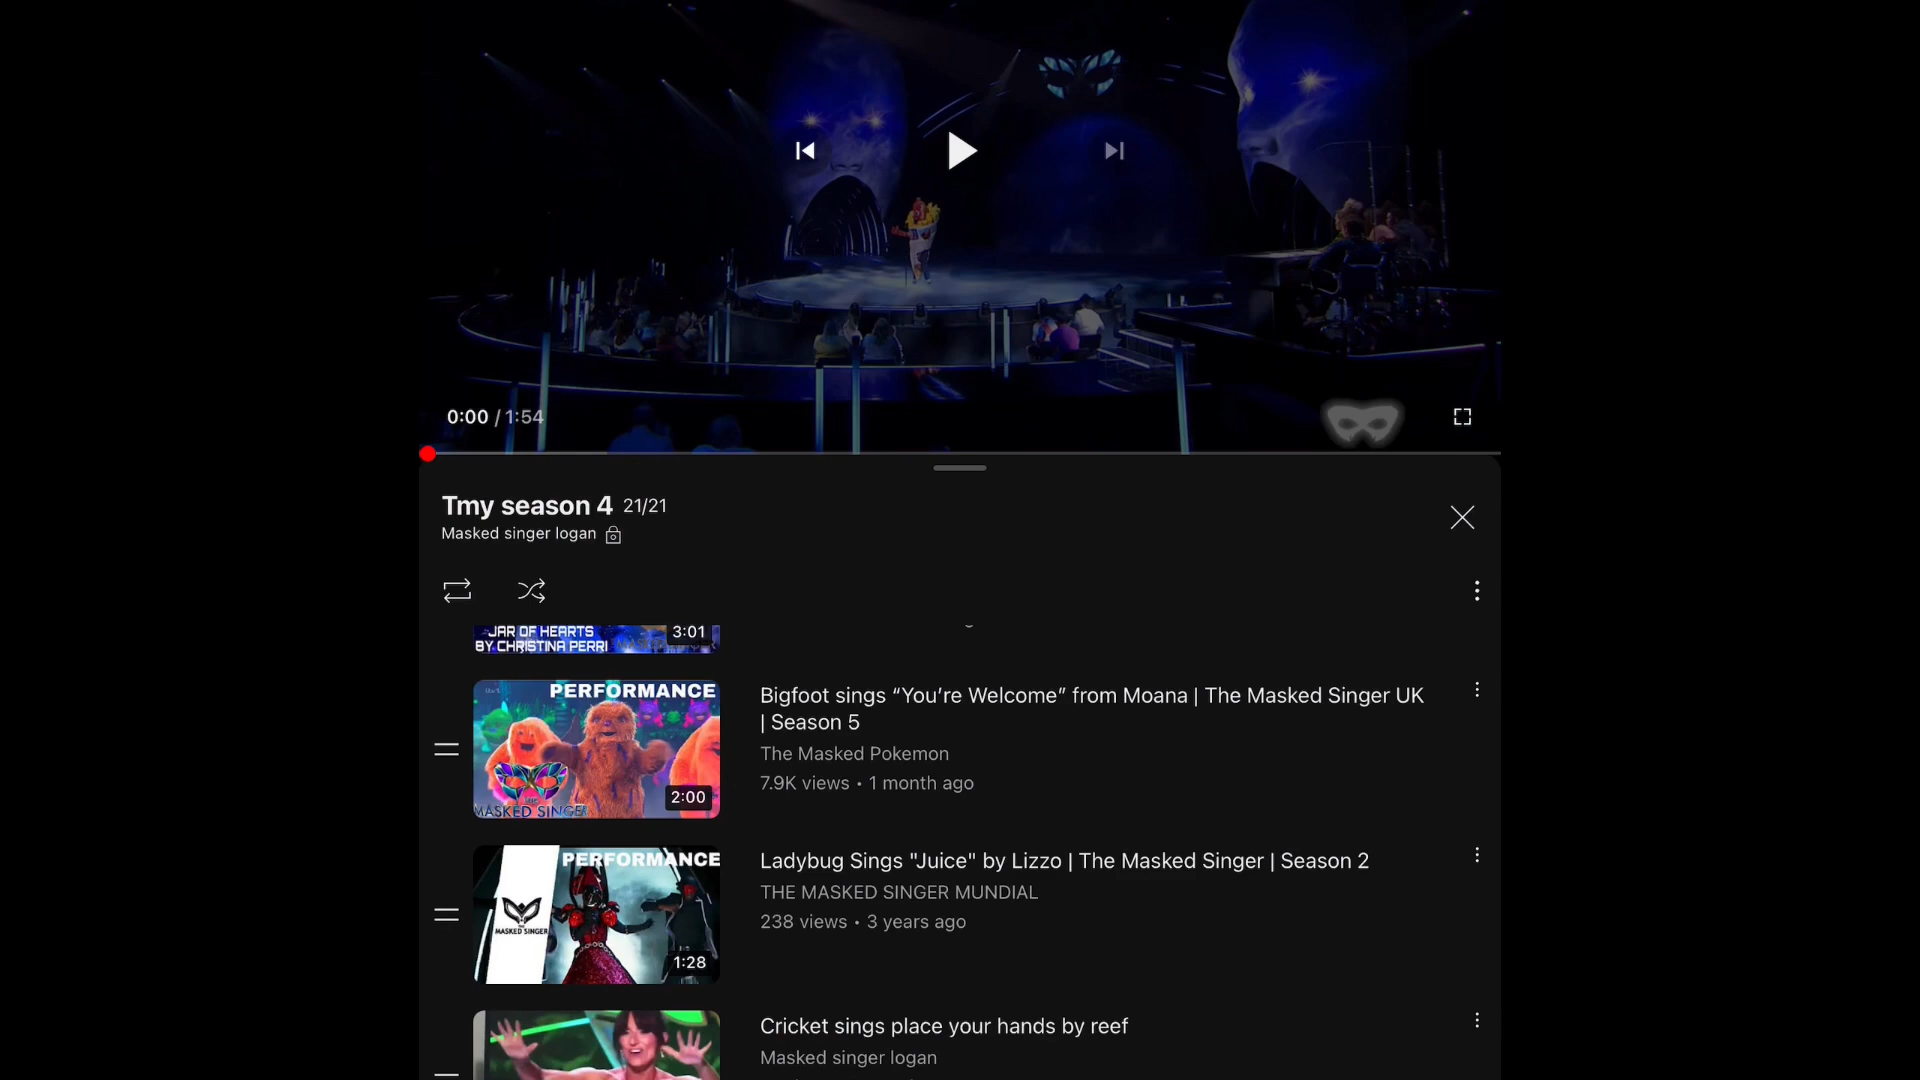 0:00 / 1:54
Tmy season 4 21/21
Masked singer logan
JAR OF HEARTS
BY CHRISTINA PERRI
3:01
PERFORMANCE
MASKED SINGER
2:00
Bigfoot sings “You’re Welcome” from Moana | The Masked Singer UK
| Season 5
The Masked Pokemon
7.9K views • 1 month ago
PERFORMANCE
THE
MASKED SINGER
1:28
Ladybug Sings "Juice" by Lizzo | The Masked Singer | Season 2
THE MASKED SINGER MUNDIAL
238 views • 3 years ago
Cricket sings place your hands by reef
Masked singer logan